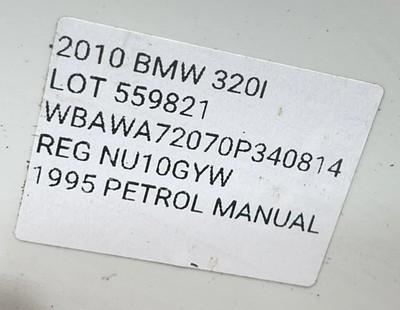 2010 BMW 320I
LOT 559821
WBAWA72070P340814
REG NU10GYW
1995 PETROL MANUAL